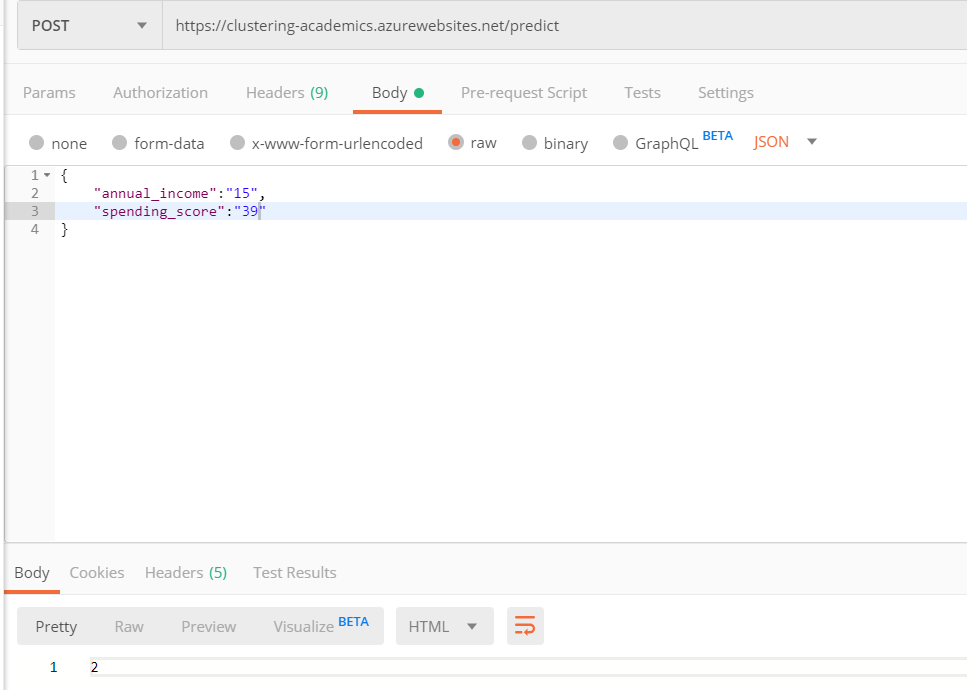 POST https://clustering-academics.azurewebsites.net/predict
Params Authorization Headers (9) Body Pre-request Script Tests Settings
none form-data x-www-form-urlencoded raw binary GraphQL BETA JSON
1 {
2 "annual_income":"15",
3 "spending_score":"39"
4 }
Body Cookies Headers (5) Test Results
Pretty Raw Preview Visualize BETA HTML
1 2